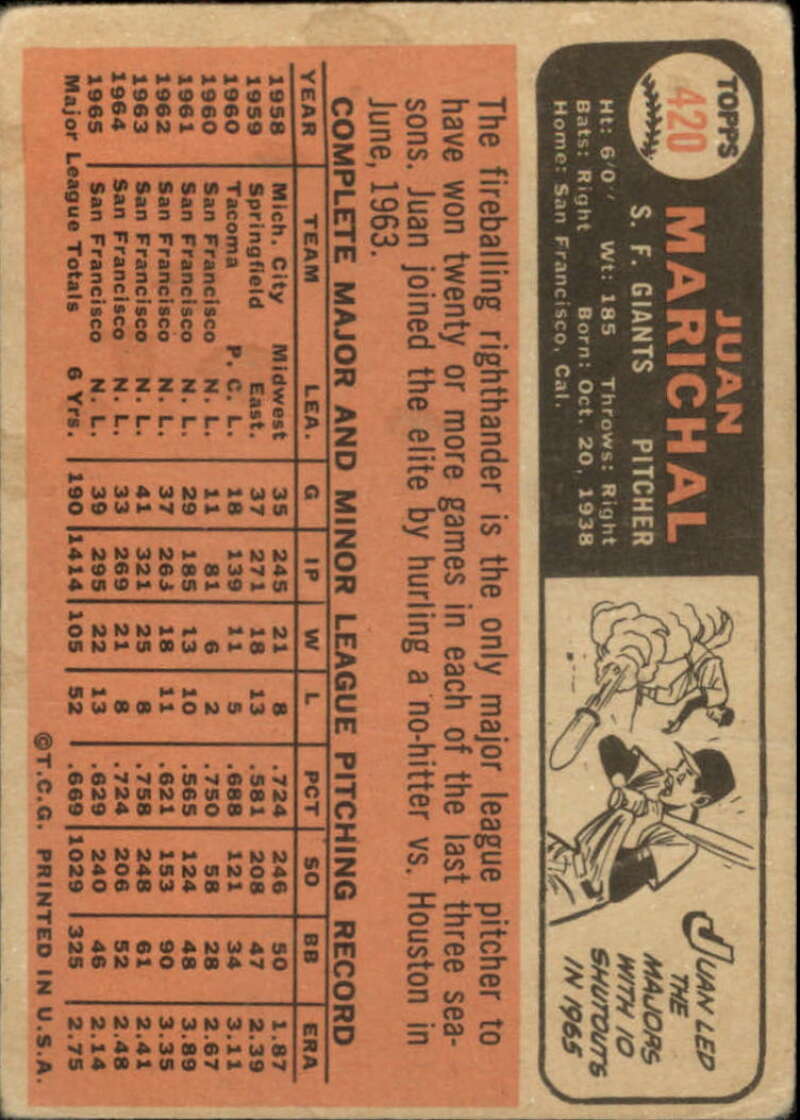 TOPPS
420
JUAN
MARICHAL
S. F. GIANTS PITCHER
Ht: 6'0'' Wt: 185 Throws: Right
Bats: Right Born: Oct. 20, 1938
Home: San Francisco, Cal.
JUAN LED
THE
MAJORS
WITH 10
SHUTOUTS
IN 1965
The fireballing righthander is the only major league pitcher to
have won twenty or more games in each of the last three sea-
sons. Juan joined the elite by hurling a no-hitter vs. Houston in
June, 1963.
COMPLETE MAJOR AND MINOR LEAGUE PITCHING RECORD
YEAR TEAM LEA. G IP W L PCT SO BB ERA
1958 Mich. City Midwest 35 245 21 8 .724 246 50 1.87
1959 Springfield East. 37 271 18 13 .581 208 47 2.39
1960 Tacoma P. C. L. 18 139 11 5 .688 121 34 3.11
1960 San Francisco N. L. 11 81 6 2 .750 58 28 2.67
1961 San Francisco N. L. 29 185 13 10 .565 124 48 3.89
1962 San Francisco N. L. 37 263 18 11 .621 153 90 3.35
1963 San Francisco N. L. 41 321 25 8 .758 248 61 2.41
1964 San Francisco N. L. 33 269 21 8 .724 206 52 2.48
1965 San Francisco N. L. 39 295 22 13 .629 240 46 2.14
Major League Totals 6 Yrs. 190 1414 105 52 .669 1029 325 2.75
©T.C.G. PRINTED IN U.S.A.